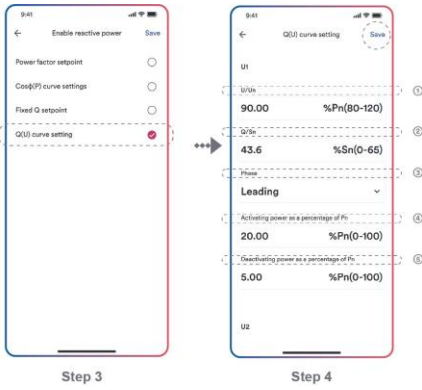 9:41
Enable reactive power Save
Power factor setpoint
Cosφ(P) curve settings
Fixed Q setpoint
Q(U) curve setting
Step 3
9:41
Q(U) curve setting Save
U1
U/Un ①
90.00 %Pn(80-120)
Q/Sn ②
43.6 %Sn(0-65)
Phase ③
Leading
Activating power as a percentage of Pn ④
20.00 %Pn(0-100)
Deactivating power as a percentage of Pn ⑤
5.00 %Pn(0-100)
U2
Step 4